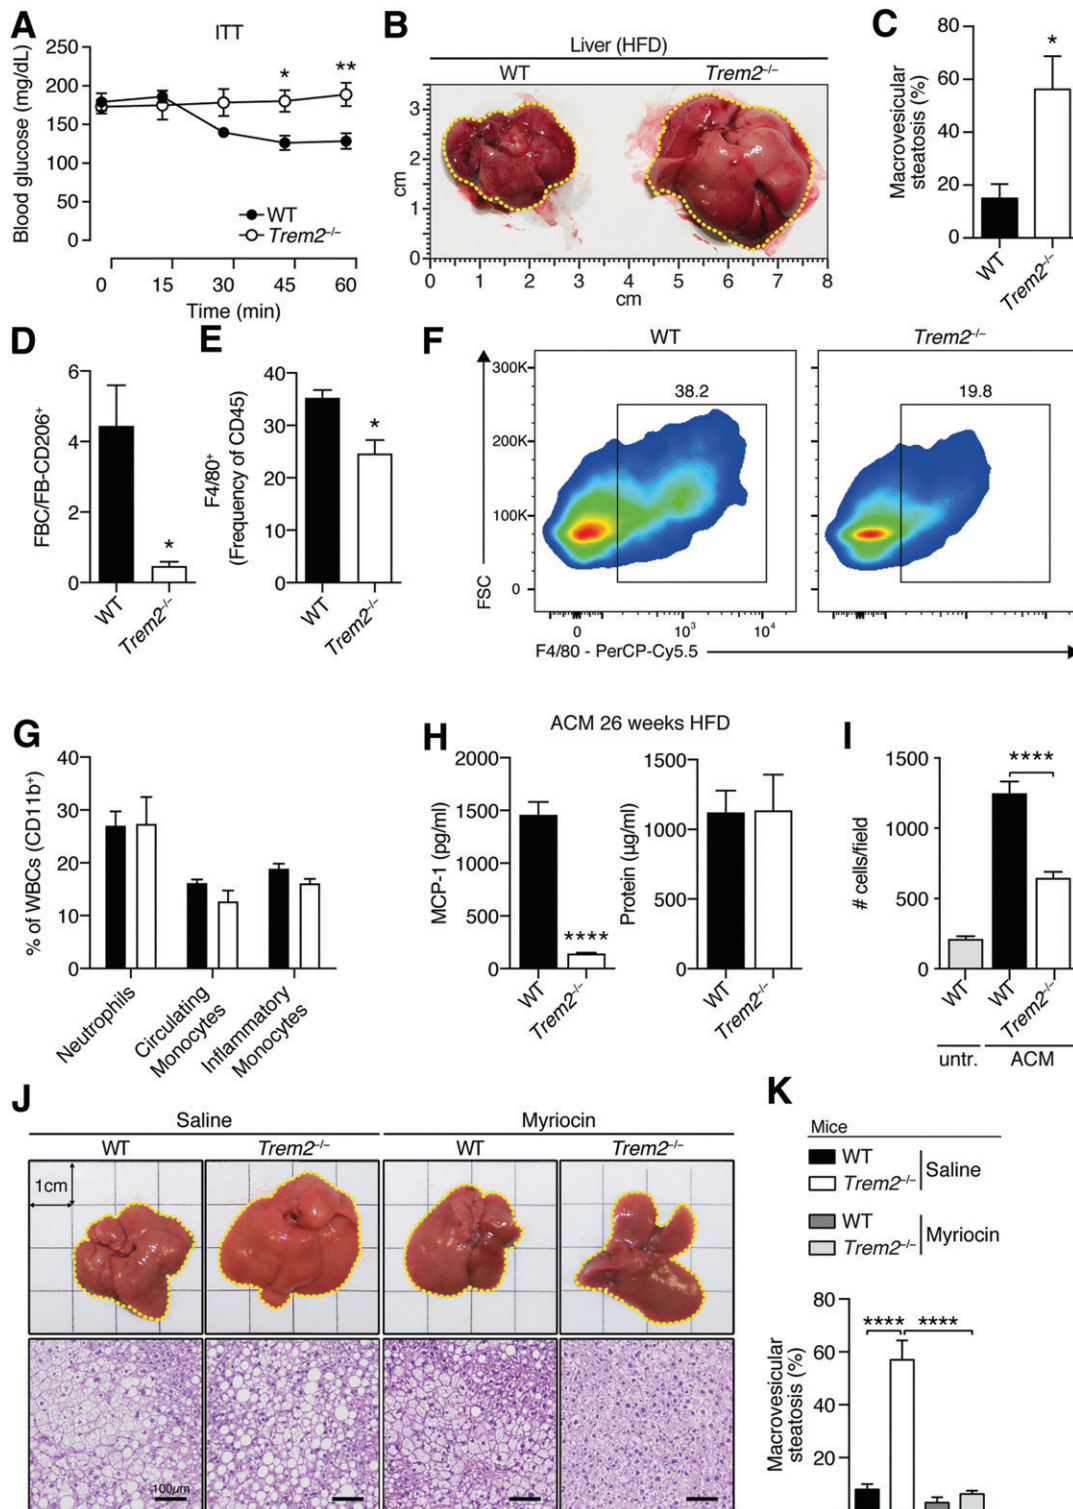 A
ITT
Blood glucose (mg/dL)
250
200
150
100
50
0
*
**
WT
Trem2–/–
0 15 30 45 60
Time (min)
B
Liver (HFD)
WT Trem2–/–
3
2
1
0
cm
0 1 2 3 4 5 6 7 8
cm
C
Macrovesicular
steatosis (%)
80
60
40
20
0
*
WT Trem2–/–
D
FBC/FB-CD206+
6
4
2
0
*
WT Trem2–/–
E
F4/80+
(Frequency of CD45)
40
30
20
10
0
*
WT Trem2–/–
F
WT Trem2–/–
300K
200K
100K
0
FSC
38.2
19.8
0 10³ 10⁴
F4/80 - PerCP-Cy5.5
G
% of WBCs (CD11b+)
40
30
20
10
0
Neutrophils
Circulating
Monocytes
Inflammatory
Monocytes
H
ACM 26 weeks HFD
MCP-1 (pg/ml)
2000
1500
1000
500
0
****
WT Trem2–/–
Protein (µg/ml)
1500
1000
500
0
WT Trem2–/–
I
# cells/field
1500
1000
500
0
****
WT WT Trem2–/–
untr. ACM
J
Saline Myriocin
WT Trem2–/– WT Trem2–/–
1cm
100µm
K
Mice
WT
Trem2–/–
Saline
WT
Trem2–/–
Myriocin
Macrovesicular
steatosis (%)
80
60
40
20
**** ****